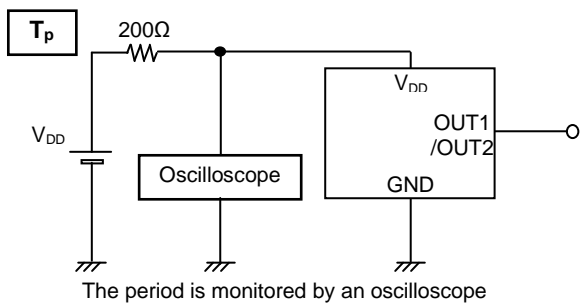 Tp
200Ω
VDD
VDD
OUT1
/OUT2
Oscilloscope
GND
The period is monitored by an oscilloscope